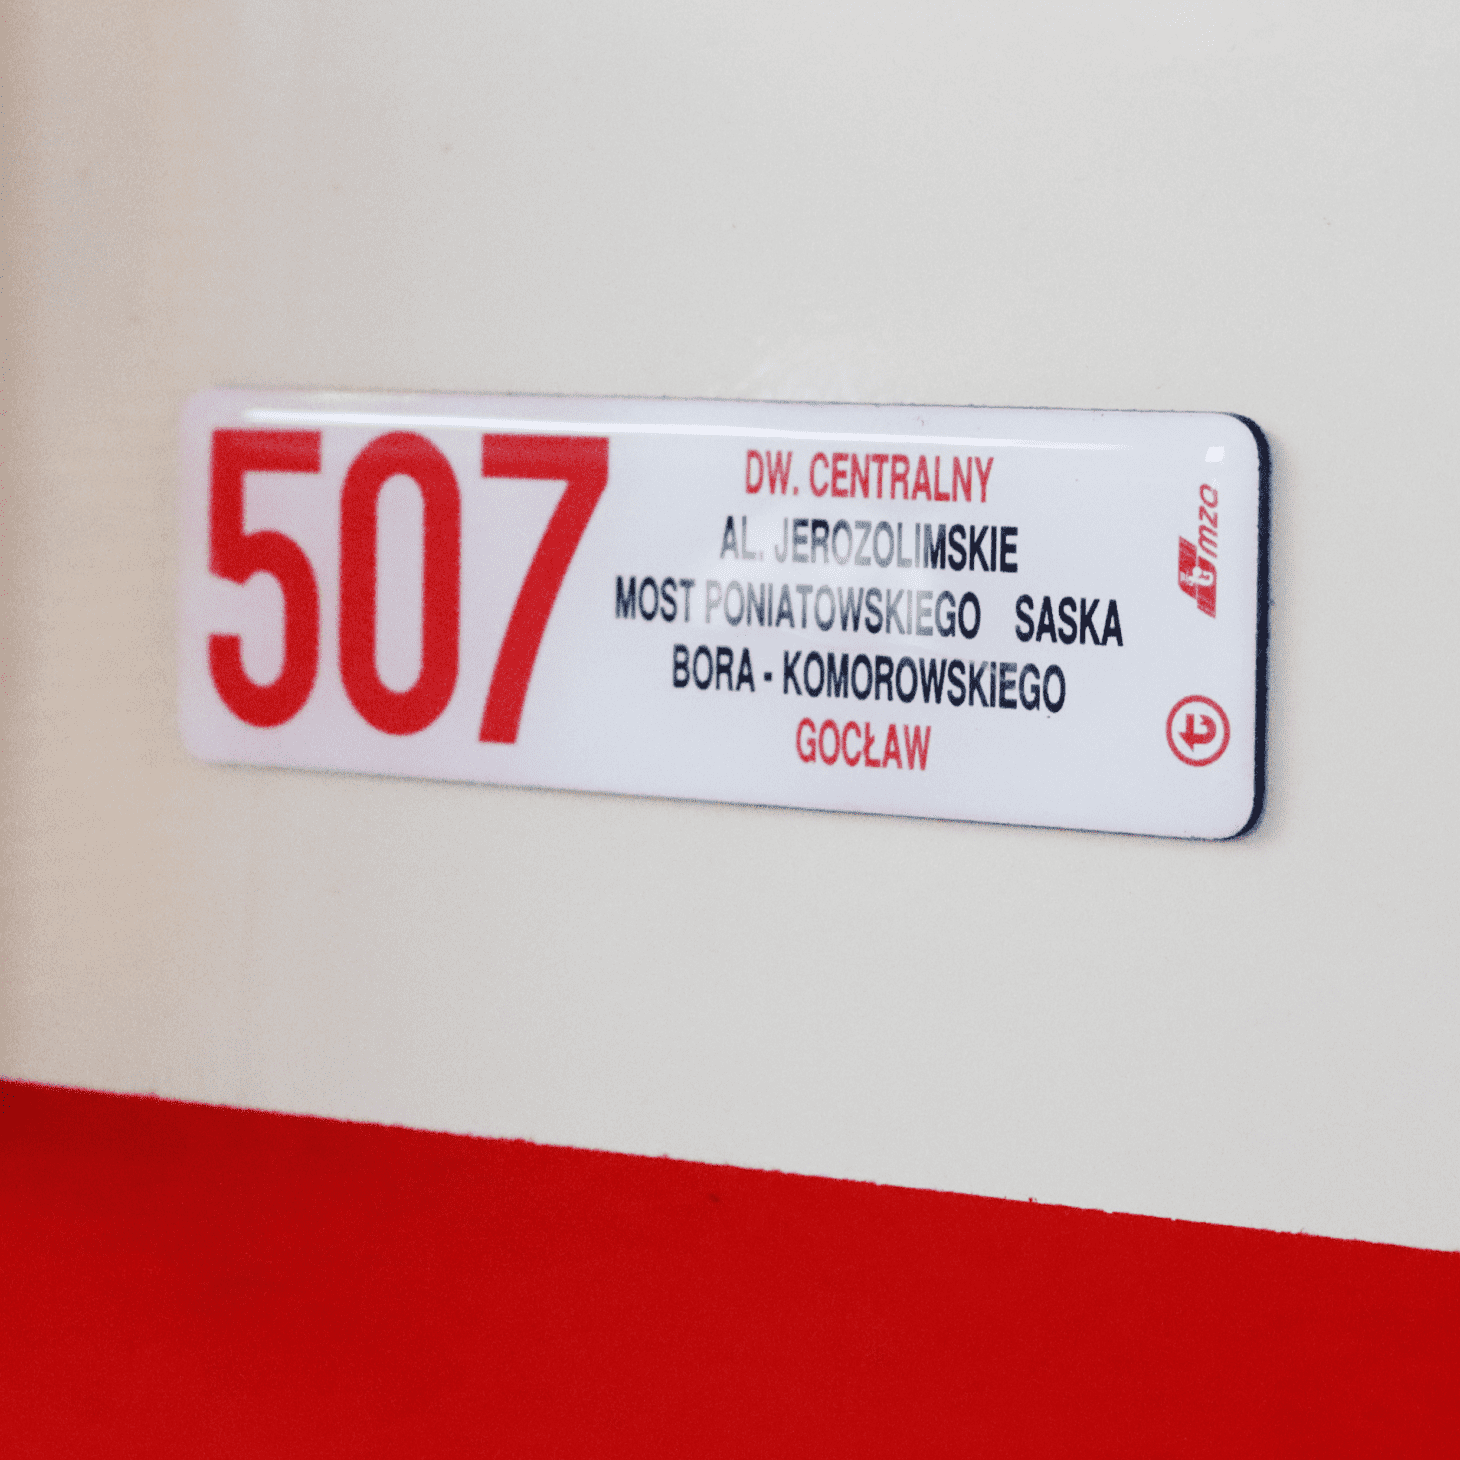 507
DW. CENTRALNY
AL. JEROZOLIMSKIE
MOST PONIATOWSKIEGO SASKA
BORA - KOMOROWSKIEGO
GOCŁAW
mza